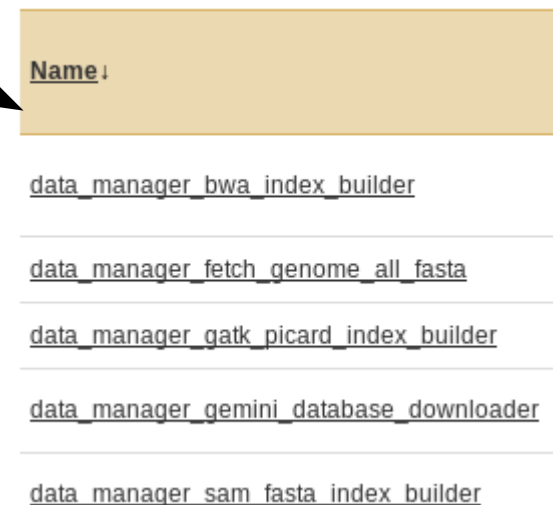 Name↓
data_manager_bwa_index_builder
data_manager_fetch_genome_all_fasta
data_manager_gatk_picard_index_builder
data_manager_gemini_database_downloader
data_manager_sam_fasta_index_builder